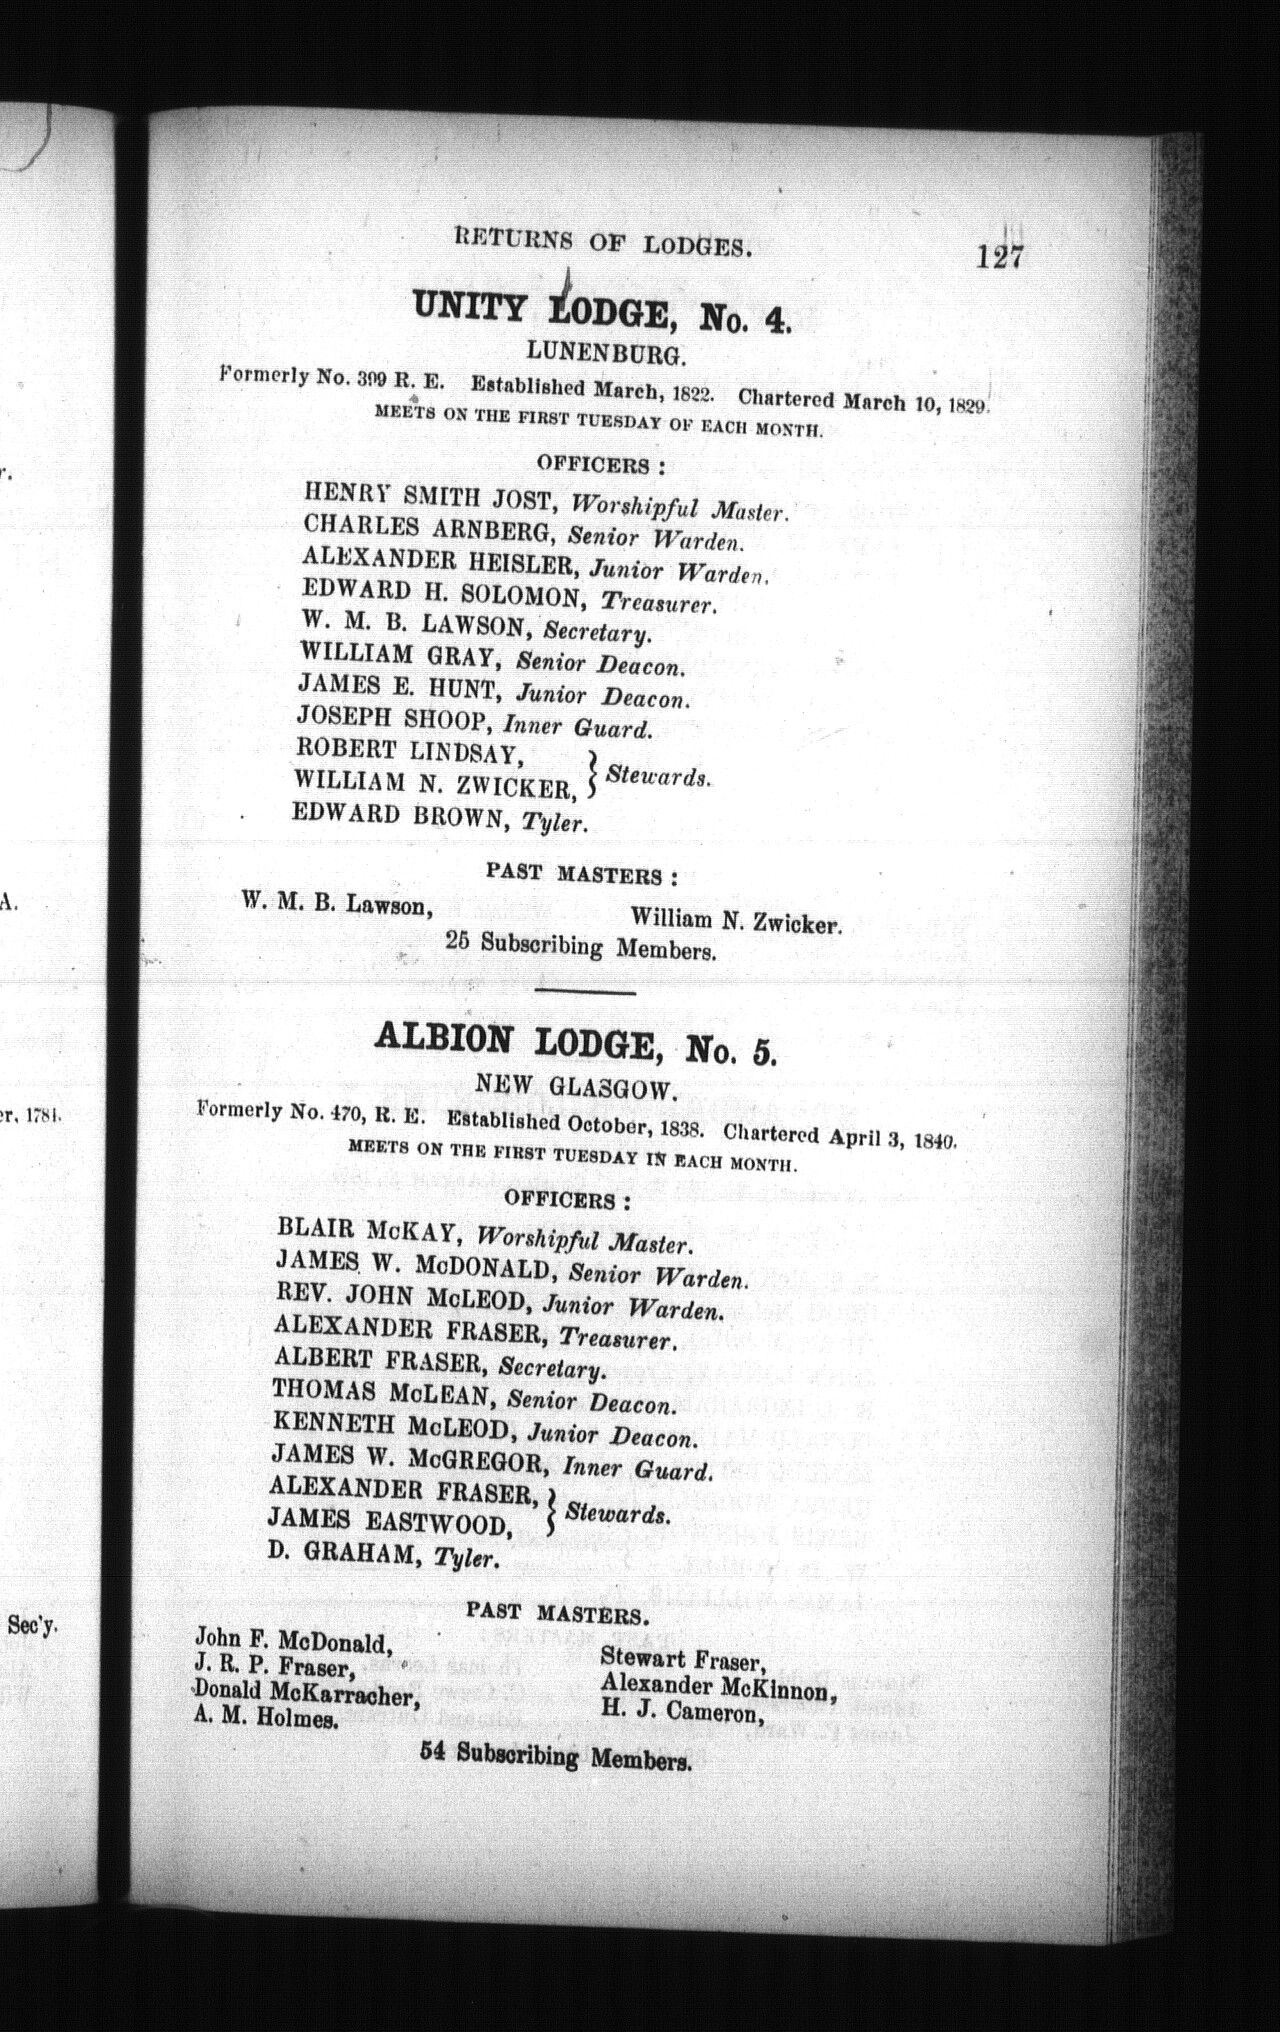 RETURNS OF LODGES. 127
UNITY LODGE, No. 4.
LUNENBURG.
Formerly No. 399 R. E. Established March, 1822. Chartered March 10, 1829.
MEETS ON THE FIRST TUESDAY OF EACH MONTH.
OFFICERS :
HENRY SMITH JOST, Worshipful Master.
CHARLES ARNBERG, Senior Warden.
ALEXANDER HEISLER, Junior Warden.
EDWARD H. SOLOMON, Treasurer.
W. M. B. LAWSON, Secretary.
WILLIAM GRAY, Senior Deacon.
JAMES E. HUNT, Junior Deacon.
JOSEPH SHOOP, Inner Guard.
ROBERT LINDSAY,
WILLIAM N. ZWICKER, } Stewards.
EDWARD BROWN, Tyler.
PAST MASTERS :
W. M. B. Lawson, William N. Zwicker.
25 Subscribing Members.
ALBION LODGE, No. 5.
NEW GLASGOW.
Formerly No. 470, R. E. Established October, 1838. Chartered April 3, 1840.
MEETS ON THE FIRST TUESDAY IN EACH MONTH.
OFFICERS :
BLAIR McKAY, Worshipful Master.
JAMES W. McDONALD, Senior Warden.
REV. JOHN McLEOD, Junior Warden.
ALEXANDER FRASER, Treasurer.
ALBERT FRASER, Secretary.
THOMAS McLEAN, Senior Deacon.
KENNETH McLEOD, Junior Deacon.
JAMES W. McGREGOR, Inner Guard.
ALEXANDER FRASER,
JAMES EASTWOOD, } Stewards.
D. GRAHAM, Tyler.
PAST MASTERS.
John F. McDonald, Stewart Fraser,
J. R. P. Fraser, Alexander McKinnon,
Donald McKarracher, H. J. Cameron,
A. M. Holmes.
54 Subscribing Members.
r.
A.
er, 1781.
Sec'y.